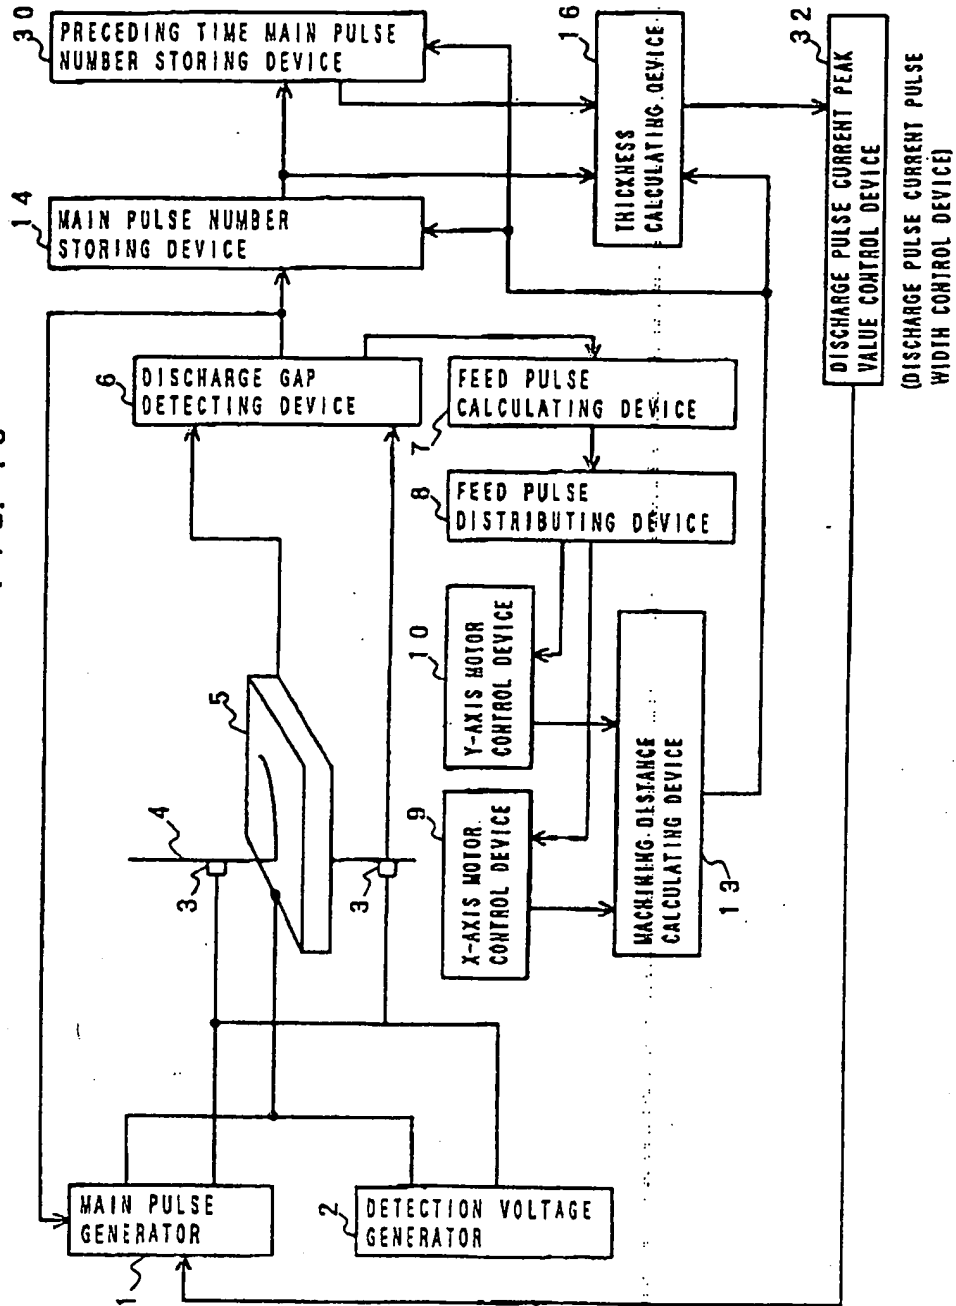 30
PRECEDING TIME MAIN PULSE
NUMBER STORING DEVICE
16
THICKNESS
CALCULATING DEVICE
32
DISCHARGE PULSE CURRENT PEAK
VALUE CONTROL DEVICE
(DISCHARGE PULSE CURRENT PULSE
WIDTH CONTROL DEVICE)
14
MAIN PULSE NUMBER
STORING DEVICE
6
DISCHARGE GAP
DETECTING DEVICE
7
FEED PULSE
CALCULATING DEVICE
8
FEED PULSE
DISTRIBUTING DEVICE
10
Y-AXIS MOTOR
CONTROL DEVICE
5
4
3
3
9
X-AXIS MOTOR
CONTROL DEVICE
MACHINING DISTANCE
CALCULATING DEVICE
13
MAIN PULSE
GENERATOR
1
2
DETECTION VOLTAGE
GENERATOR